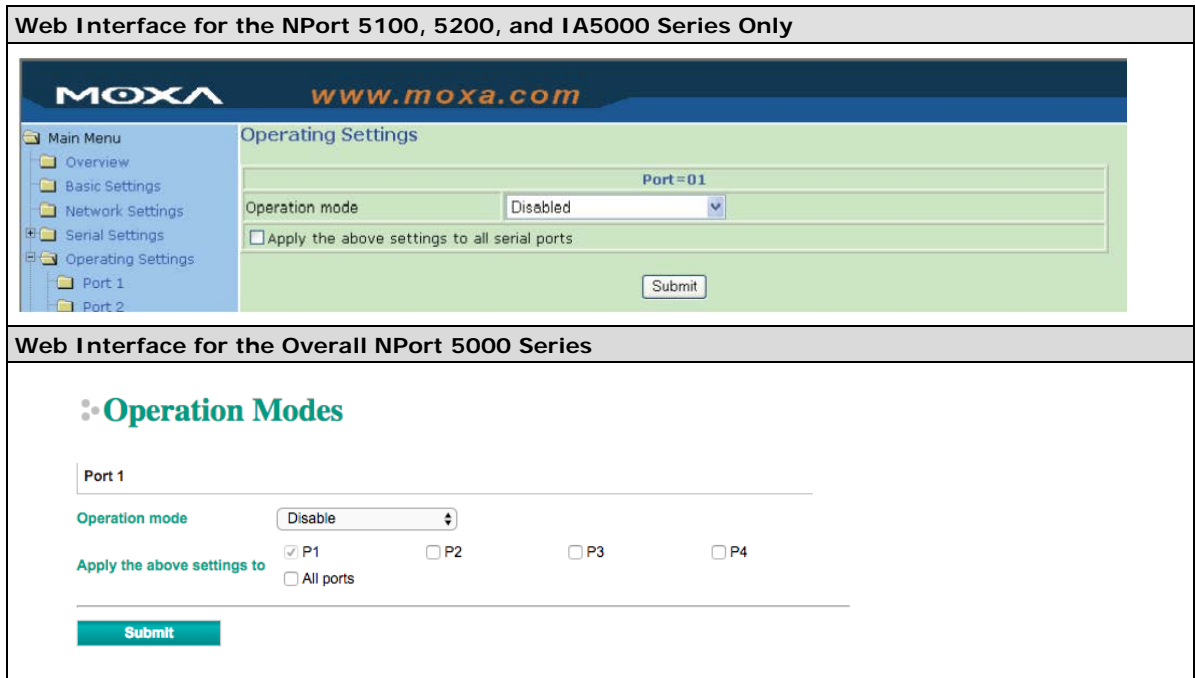 Web Interface for the NPort 5100, 5200, and IA5000 Series Only
MOXA www.moxa.com
Main Menu
Overview
Basic Settings
Network Settings
Serial Settings
Operating Settings
Port 1
Port 2
Operating Settings
Port=01
Operation mode Disabled
Apply the above settings to all serial ports
Submit
Web Interface for the Overall NPort 5000 Series
Operation Modes
Port 1
Operation mode Disable
Apply the above settings to P1 P2 P3 P4
All ports
Submit